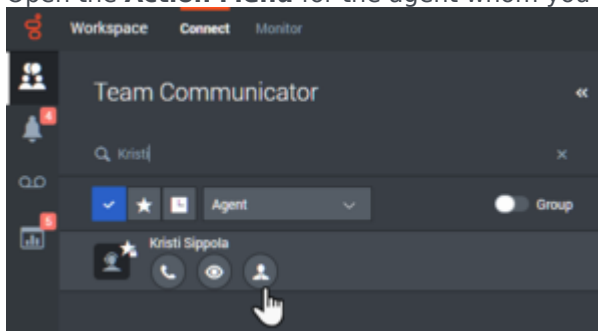 Open the Action Menu for the agent whom you
Workspace Connect Monitor
Team Communicator
4
Kristi
Agent
Group
5
Kristi Sippola